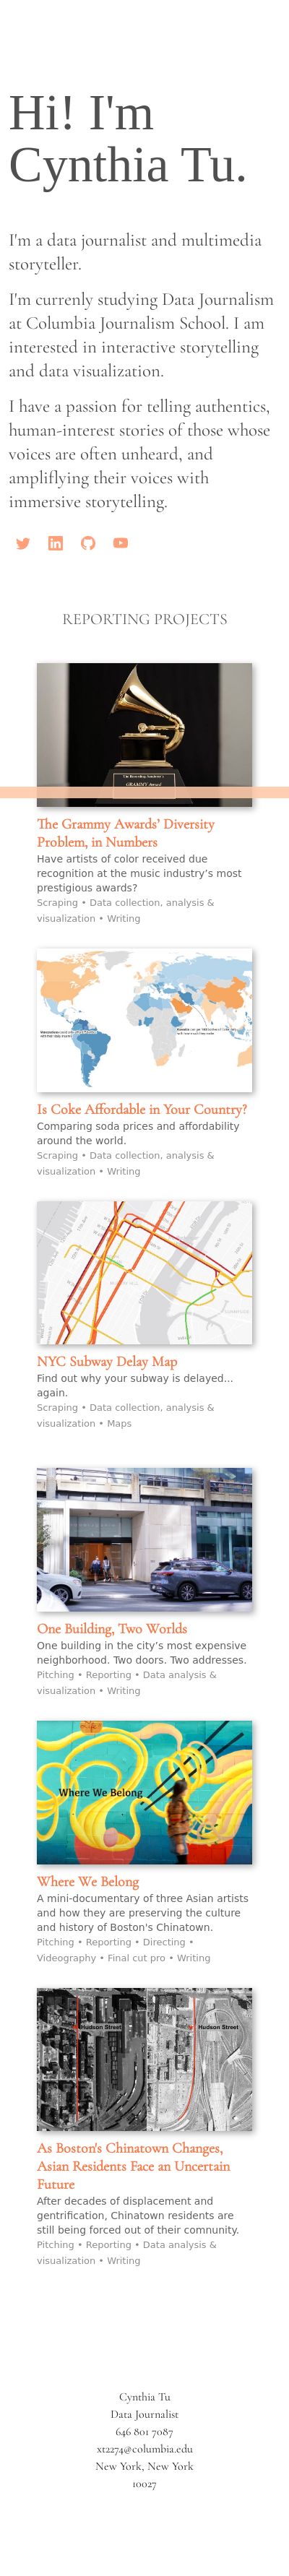 Hi! I'm
Cynthia Tu.
I'm a data journalist and multimedia
storyteller.
I'm currenly studying Data Journalism
at Columbia Journalism School. I am
interested in interactive storytelling
and data visualization.
I have a passion for telling authentics,
human-interest stories of those whose
voices are often unheard, and
ampliflying their voices with
immersive storytelling.
REPORTING PROJECTS
GRAMMY Award
The Grammy Awards’ Diversity
Problem, in Numbers
Have artists of color received due
recognition at the music industry’s most
prestigious awards?
Scraping • Data collection, analysis &
visualization • Writing
Is Coke Affordable in Your Country?
Comparing soda prices and affordability
around the world.
Scraping • Data collection, analysis &
visualization • Writing
NYC Subway Delay Map
Find out why your subway is delayed...
again.
Scraping • Data collection, analysis &
visualization • Maps
One Building, Two Worlds
One building in the city’s most expensive
neighborhood. Two doors. Two addresses.
Pitching • Reporting • Data analysis &
visualization • Writing
Where We Belong
Where We Belong
A mini-documentary of three Asian artists
and how they are preserving the culture
and history of Boston's Chinatown.
Pitching • Reporting • Directing •
Videography • Final cut pro • Writing
Hudson Street
Hudson Street
As Boston's Chinatown Changes,
Asian Residents Face an Uncertain
Future
After decades of displacement and
gentrification, Chinatown residents are
still being forced out of their comnunity.
Pitching • Reporting • Data analysis &
visualization • Writing
Cynthia Tu
Data Journalist
646 801 7087
xt2274@columbia.edu
New York, New York
10027